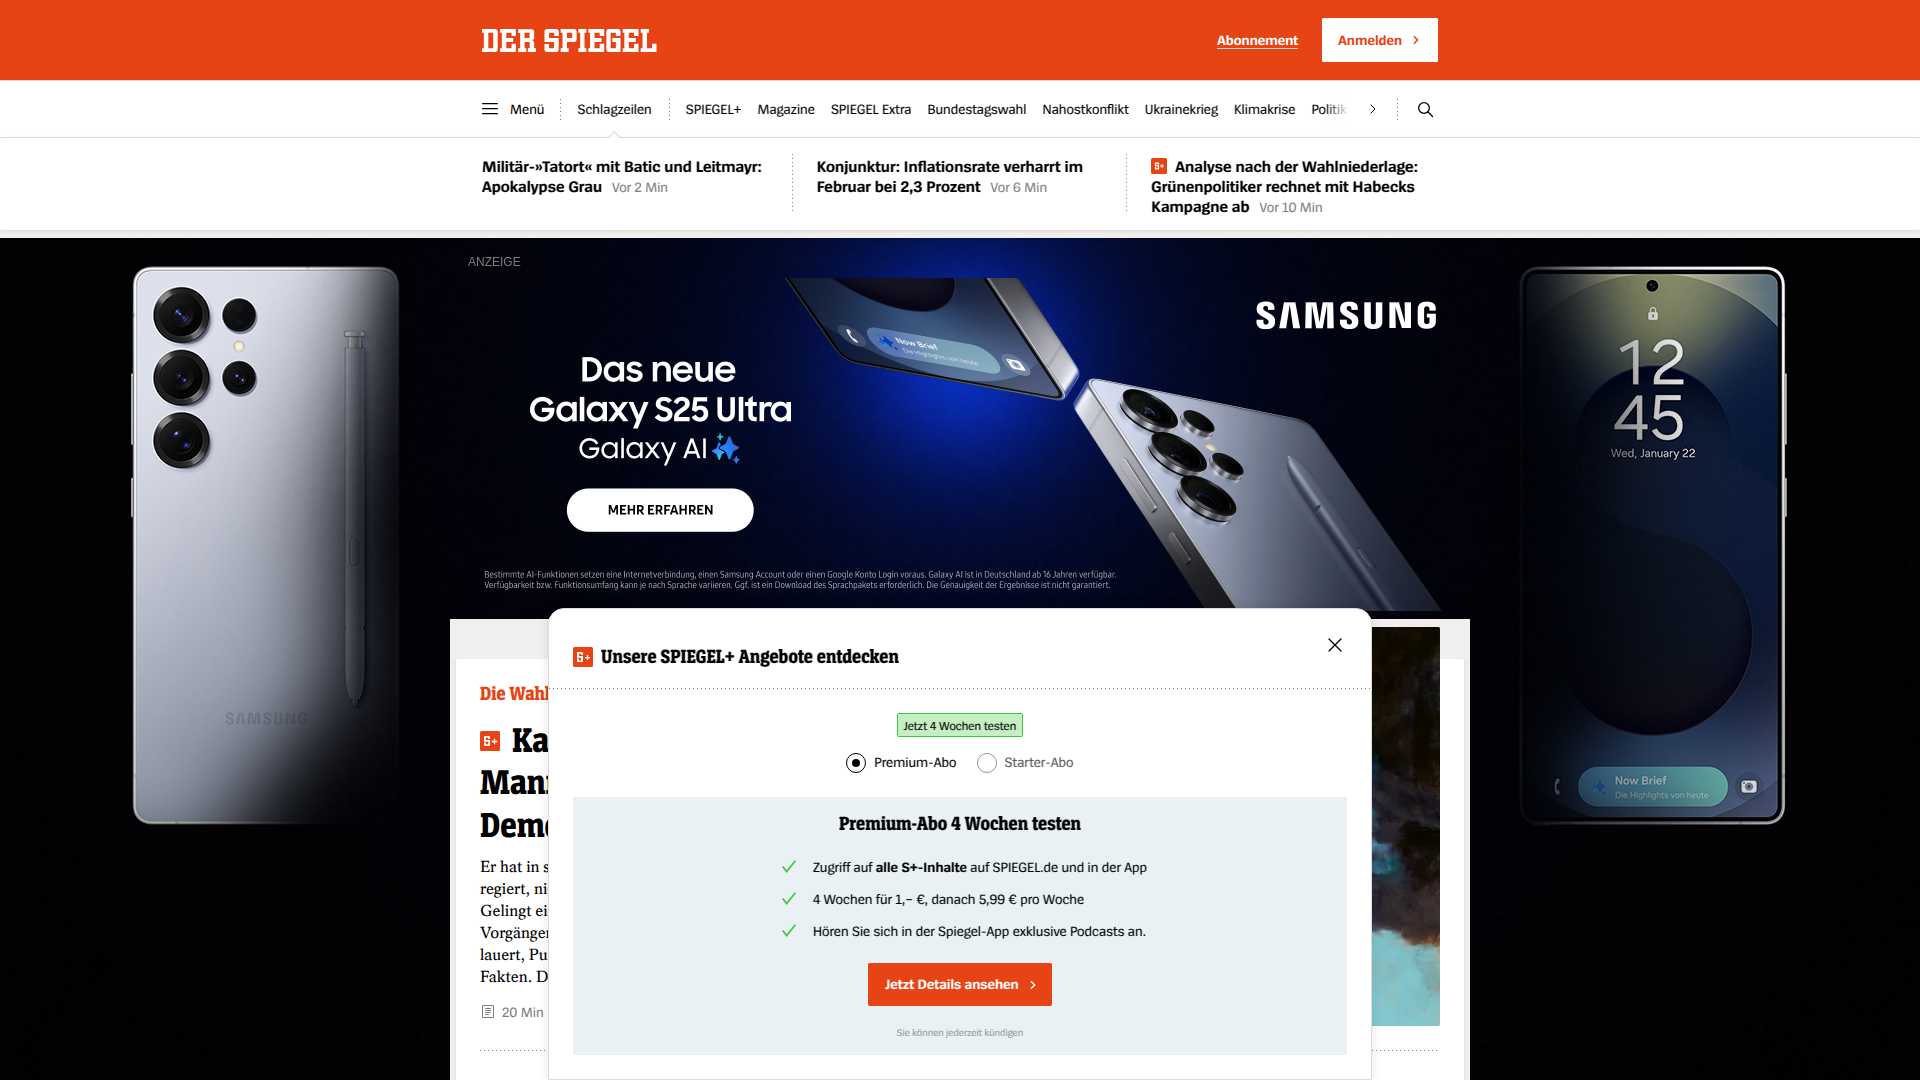 DER SPIEGEL
Abonnement
Anmelden
Menü
Schlagzeilen
SPIEGEL+
Magazine
SPIEGEL Extra
Bundestagswahl
Nahostkonflikt
Ukrainekrieg
Klimakrise
Politik
Militär-»Tatort« mit Batic und Leitmayr:
Apokalypse Grau Vor 2 Min
Konjunktur: Inflationsrate verharrt im
Februar bei 2,3 Prozent Vor 6 Min
S+ Analyse nach der Wahlniederlage:
Grünenpolitiker rechnet mit Habecks
Kampagne ab Vor 10 Min
ANZEIGE
SAMSUNG
Das neue
Galaxy S25 Ultra
Galaxy AI
MEHR ERFAHREN
Now Brief
Die Highlights von heute
Bestimmte AI-Funktionen setzen eine Internetverbindung, einen Samsung Account oder einen Google Konto Login voraus. Galaxy AI ist in Deutschland ab 16 Jahren verfügbar.
Verfügbarkeit bzw. Funktionsumfang kann je nach Sprache variieren. Ggf. ist ein Download des Sprachpakets erforderlich. Die Genauigkeit der Ergebnisse ist nicht garantiert.
SAMSUNG
12
45
Wed, January 22
Now Brief
Die Highlights von heute
Die Wahl
S+ Ka
Man
Dem
Er hat in s
regiert, ni
Gelingt ei
Vorgänger
lauert, Pu
Fakten. D
20 Min
S+ Unsere SPIEGEL+ Angebote entdecken
Jetzt 4 Wochen testen
Premium-Abo
Starter-Abo
Premium-Abo 4 Wochen testen
Zugriff auf alle S+-Inhalte auf SPIEGEL.de und in der App
4 Wochen für 1,– €, danach 5,99 € pro Woche
Hören Sie sich in der Spiegel-App exklusive Podcasts an.
Jetzt Details ansehen
Sie können jederzeit kündigen